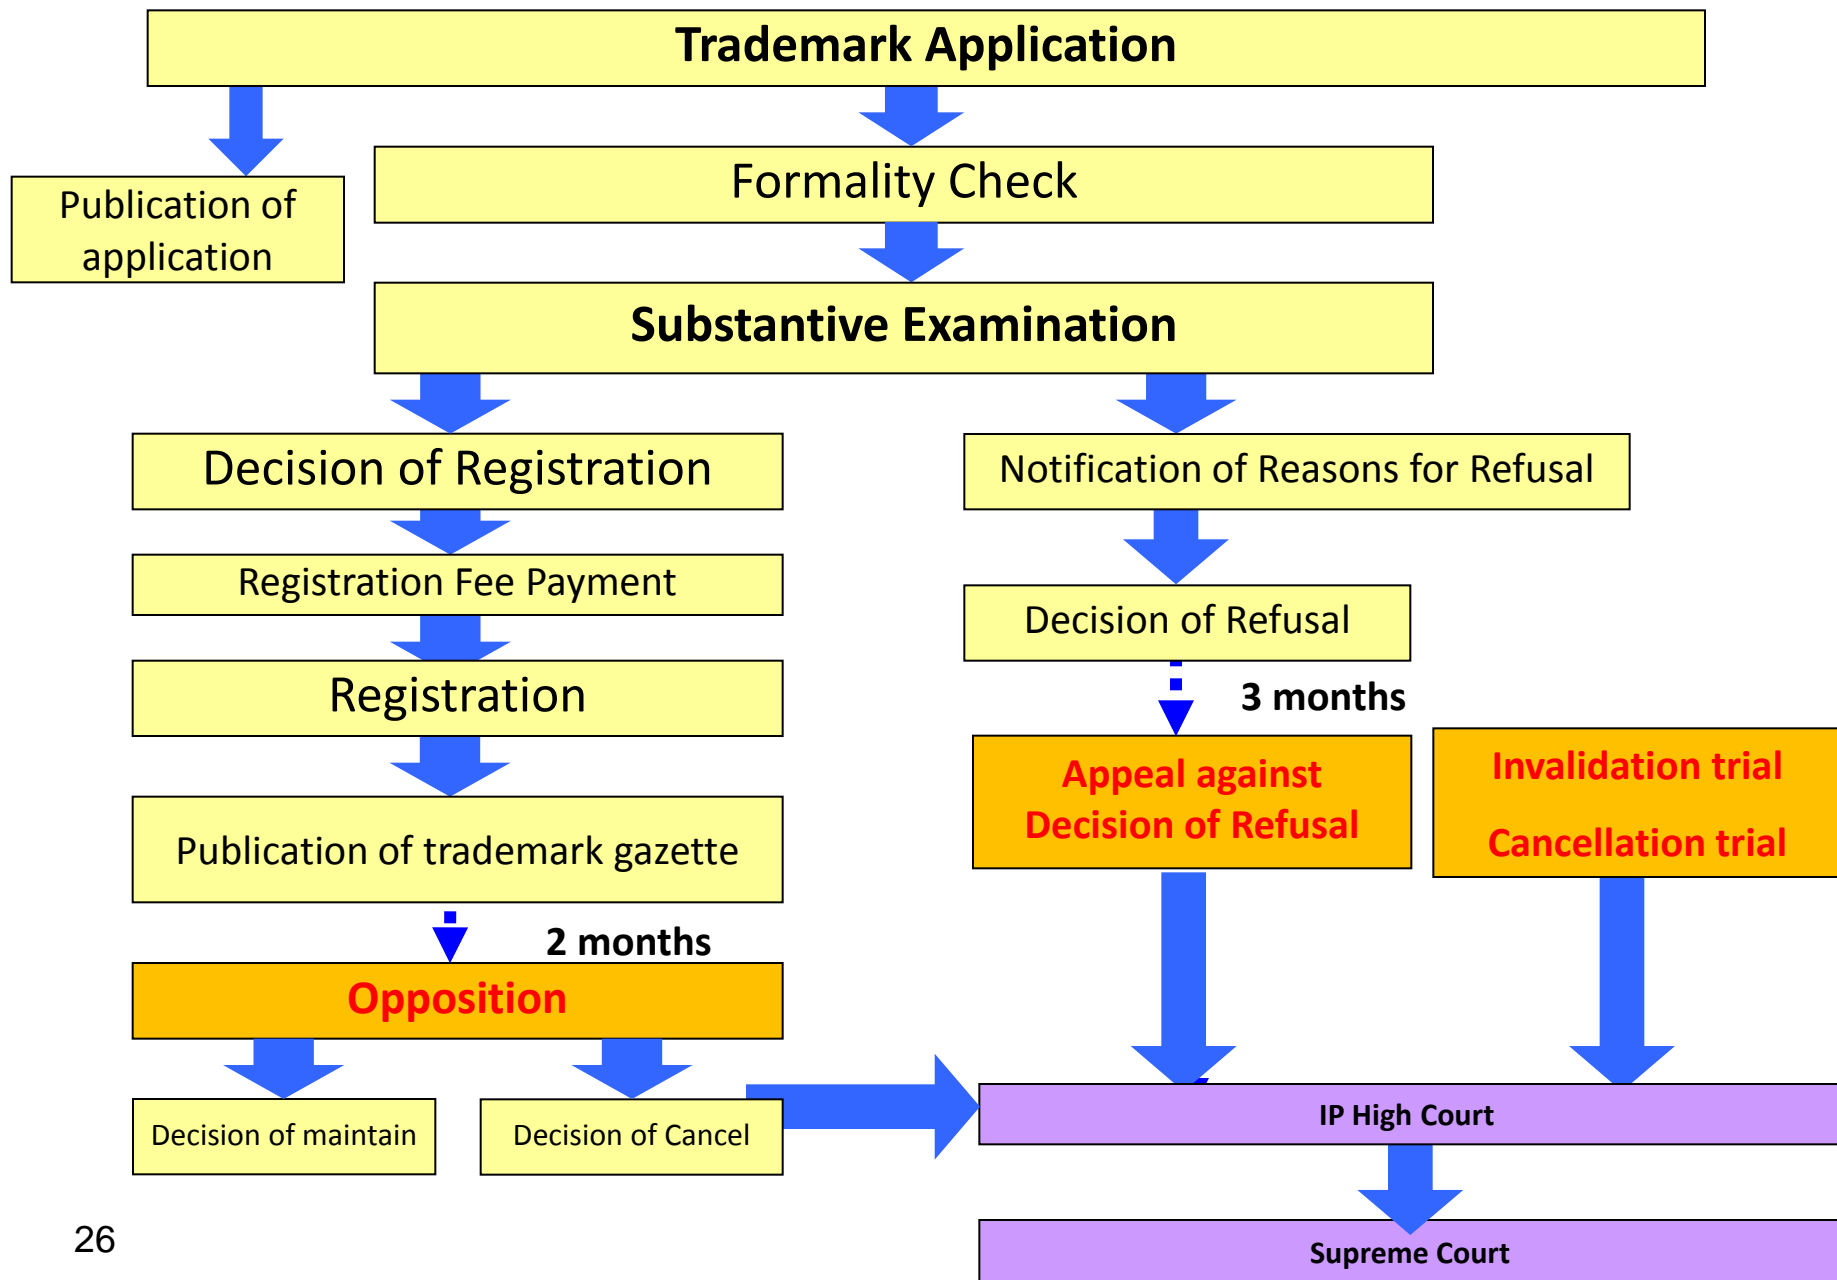 Trademark Application
Publication of
application
Formality Check
Substantive Examination
Decision of Registration
Registration Fee Payment
Registration
Publication of trademark gazette
2 months
Opposition
Decision of maintain
Decision of Cancel
Notification of Reasons for Refusal
Decision of Refusal
3 months
Appeal against
Decision of Refusal
Invalidation trial
Cancellation trial
IP High Court
Supreme Court
26